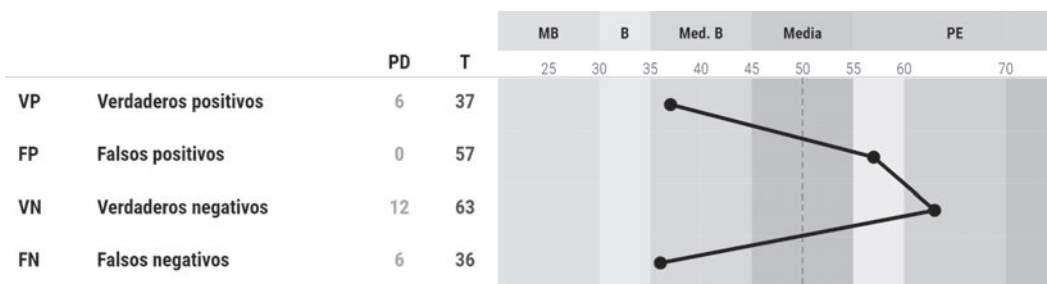 MB B Med. B Media PE
PD T
25 30 35 40 45 50 55 60 70
VP Verdaderos positivos 6 37
FP Falsos positivos 0 57
VN Verdaderos negativos 12 63
FN Falsos negativos 6 36